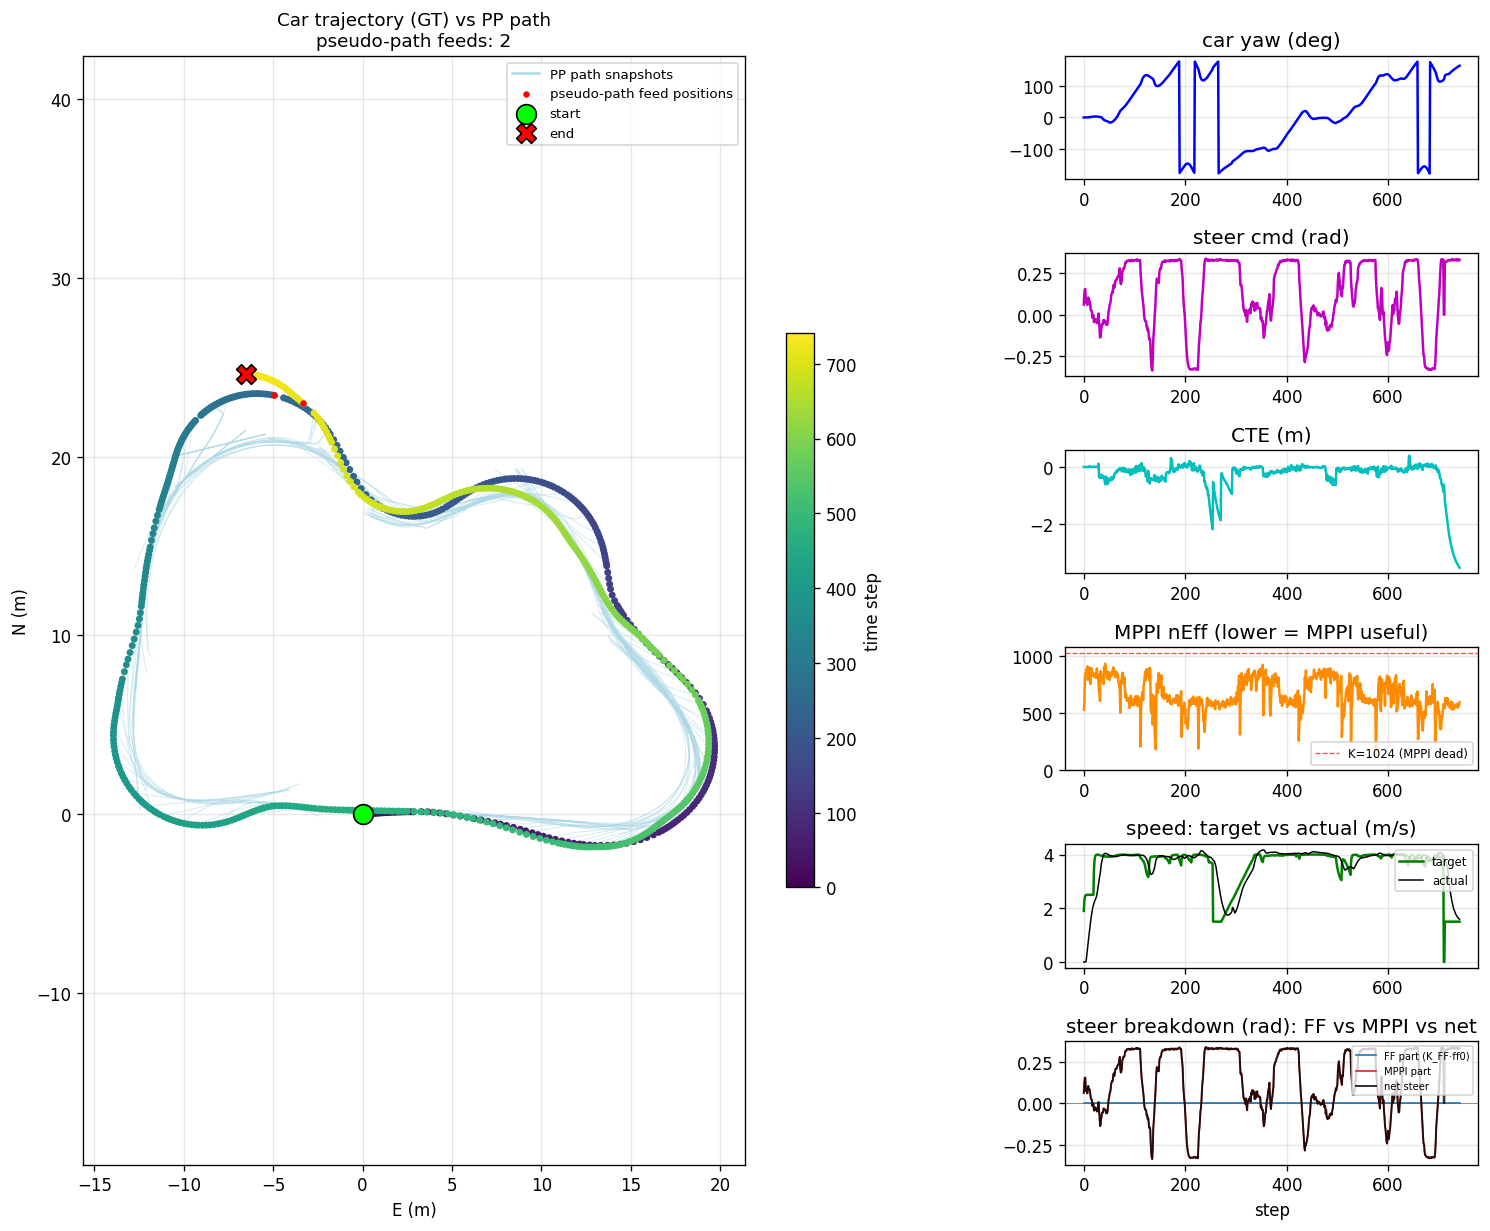 Car trajectory (GT) vs PP path
pseudo-path feeds: 2
PP path snapshots
pseudo-path feed positions
start
end
40
30
20
10
0
−10
N (m)
−15
−10
−5
0
5
10
15
20
E (m)
700
600
500
400
300
200
100
0
time step
car yaw (deg)
100
0
−100
0
200
400
600
steer cmd (rad)
0.25
0.00
−0.25
0
200
400
600
CTE (m)
0
−2
0
200
400
600
MPPI nEff (lower = MPPI useful)
1000
500
0
K=1024 (MPPI dead)
0
200
400
600
speed: target vs actual (m/s)
4
2
0
target
actual
0
200
400
600
steer breakdown (rad): FF vs MPPI vs net
0.25
0.00
−0.25
FF part (K_FF·ff0)
MPPI part
net steer
0
200
400
600
step